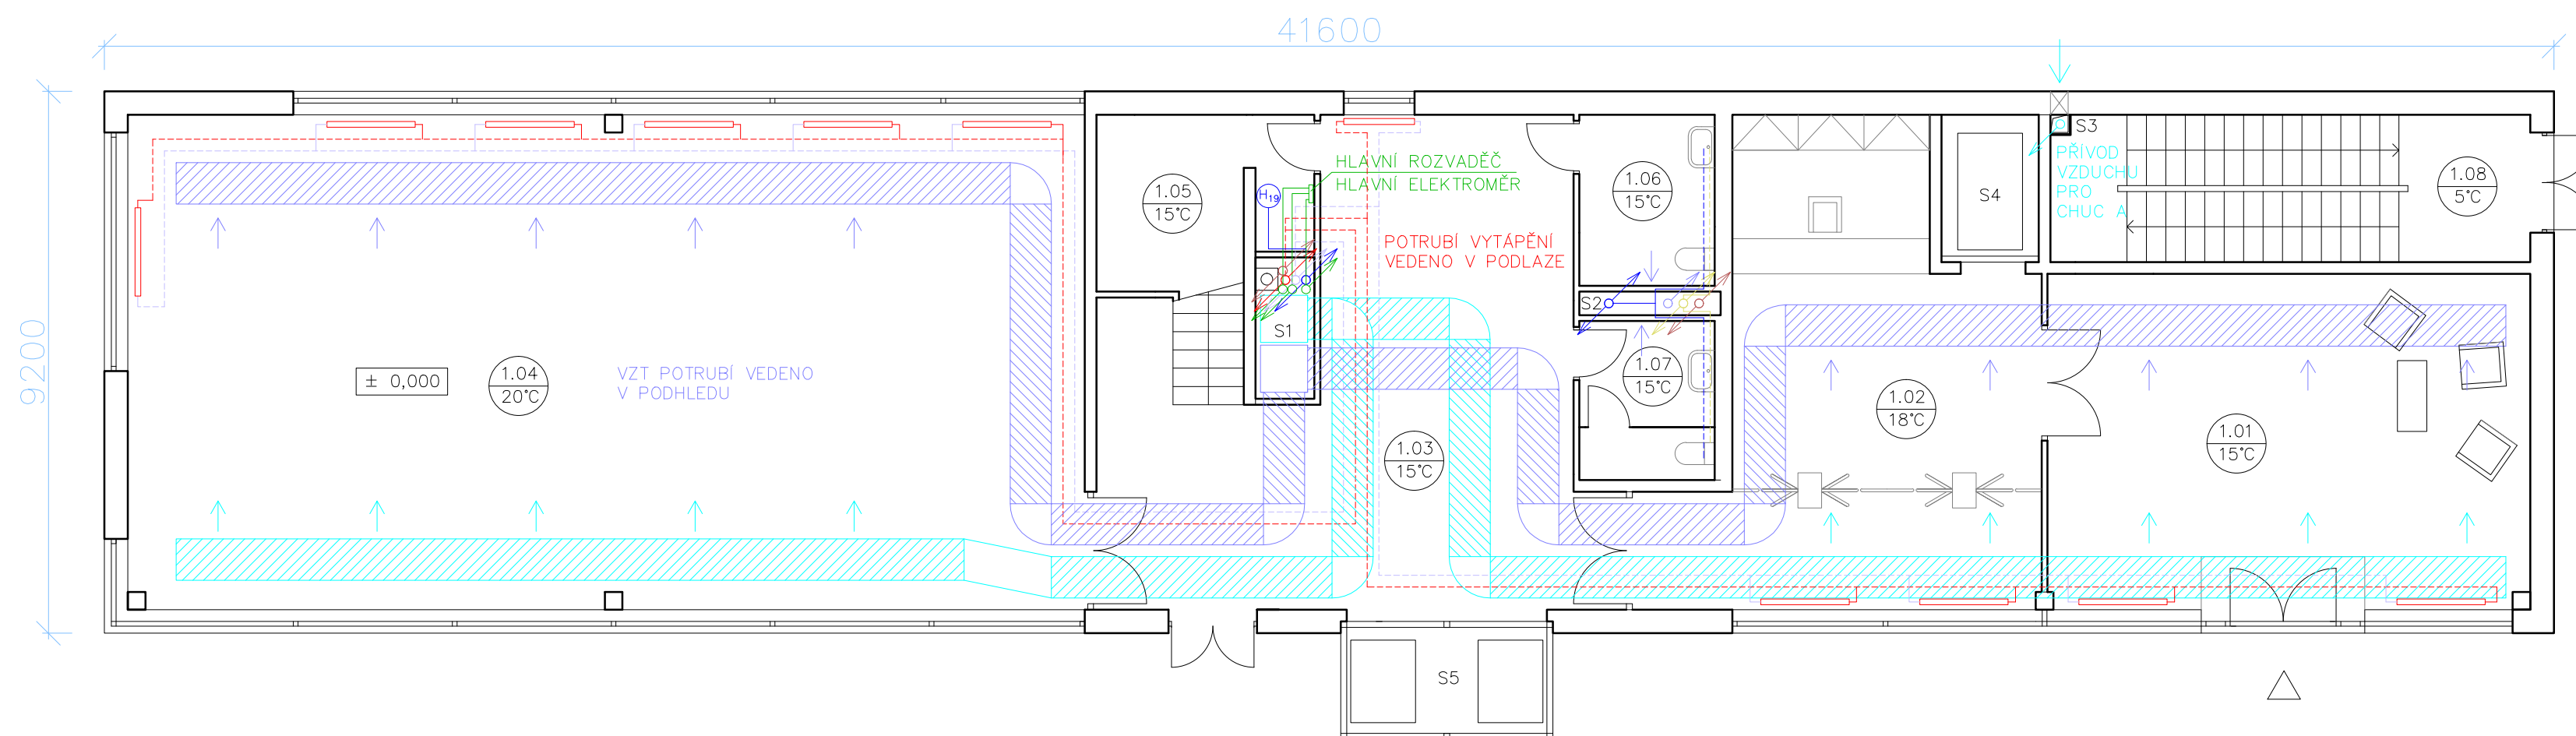 41600
9200
HLAVNÍ ROZVADĚČ
HLAVNÍ ELEKTROMĚR
S3
PŘÍVOD
VZDUCHU
PRO
CHUC A
1.05
15°C
H19
1.06
15°C
S4
1.08
5°C
POTRUBÍ VYTÁPĚNÍ
VEDENO V PODLAZE
S2
S1
± 0,000
1.04
20°C
VZT POTRUBÍ VEDENO
V PODHLEDU
1.07
15°C
1.02
18°C
1.03
15°C
1.01
15°C
S5